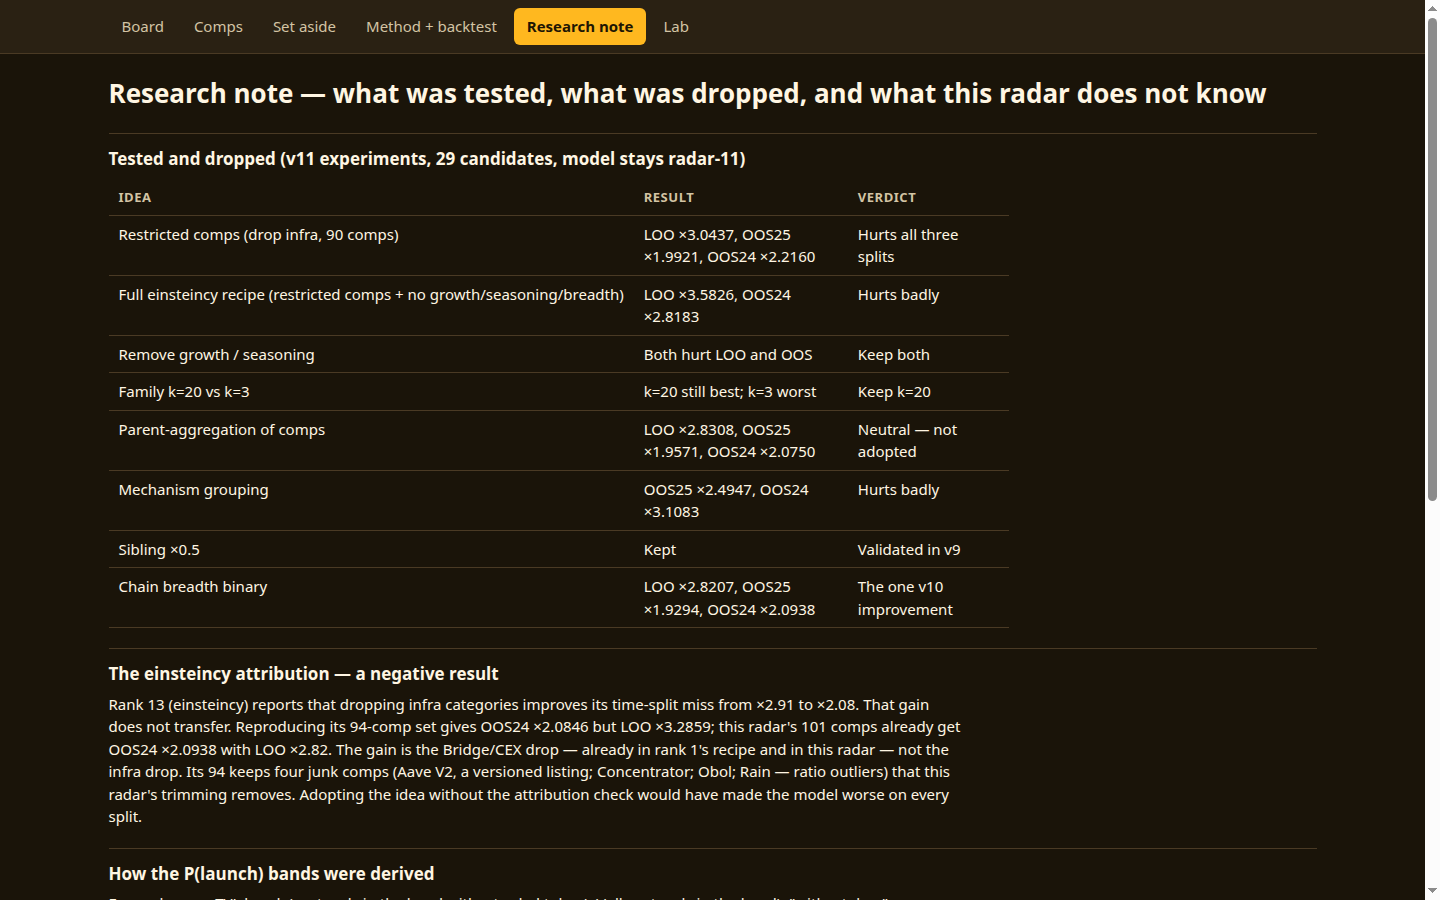 Board Comps Set aside Method + backtest Research note Lab
Research note — what was tested, what was dropped, and what this radar does not know
Tested and dropped (v11 experiments, 29 candidates, model stays radar-11)
IDEA RESULT VERDICT
Restricted comps (drop infra, 90 comps) LOO ×3.0437, OOS25 Hurts all three
×1.9921, OOS24 ×2.2160 splits
Full einsteincy recipe (restricted comps + no growth/seasoning/breadth) LOO ×3.5826, OOS24 Hurts badly
×2.8183
Remove growth / seasoning Both hurt LOO and OOS Keep both
Family k=20 vs k=3 k=20 still best; k=3 worst Keep k=20
Parent-aggregation of comps LOO ×2.8308, OOS25 Neutral — not
×1.9571, OOS24 ×2.0750 adopted
Mechanism grouping OOS25 ×2.4947, OOS24 Hurts badly
×3.1083
Sibling ×0.5 Kept Validated in v9
Chain breadth binary LOO ×2.8207, OOS25 The one v10
×1.9294, OOS24 ×2.0938 improvement
The einsteincy attribution — a negative result
Rank 13 (einsteincy) reports that dropping infra categories improves its time-split miss from ×2.91 to ×2.08. That gain
does not transfer. Reproducing its 94-comp set gives OOS24 ×2.0846 but LOO ×3.2859; this radar's 101 comps already get
OOS24 ×2.0938 with LOO ×2.82. The gain is the Bridge/CEX drop — already in rank 1's recipe and in this radar — not the
infra drop. Its 94 keeps four junk comps (Aave V2, a versioned listing; Concentrator; Obol; Rain — ratio outliers) that this
radar's trimming removes. Adopting the idea without the attribution check would have made the model worse on every
split.
How the P(launch) bands were derived